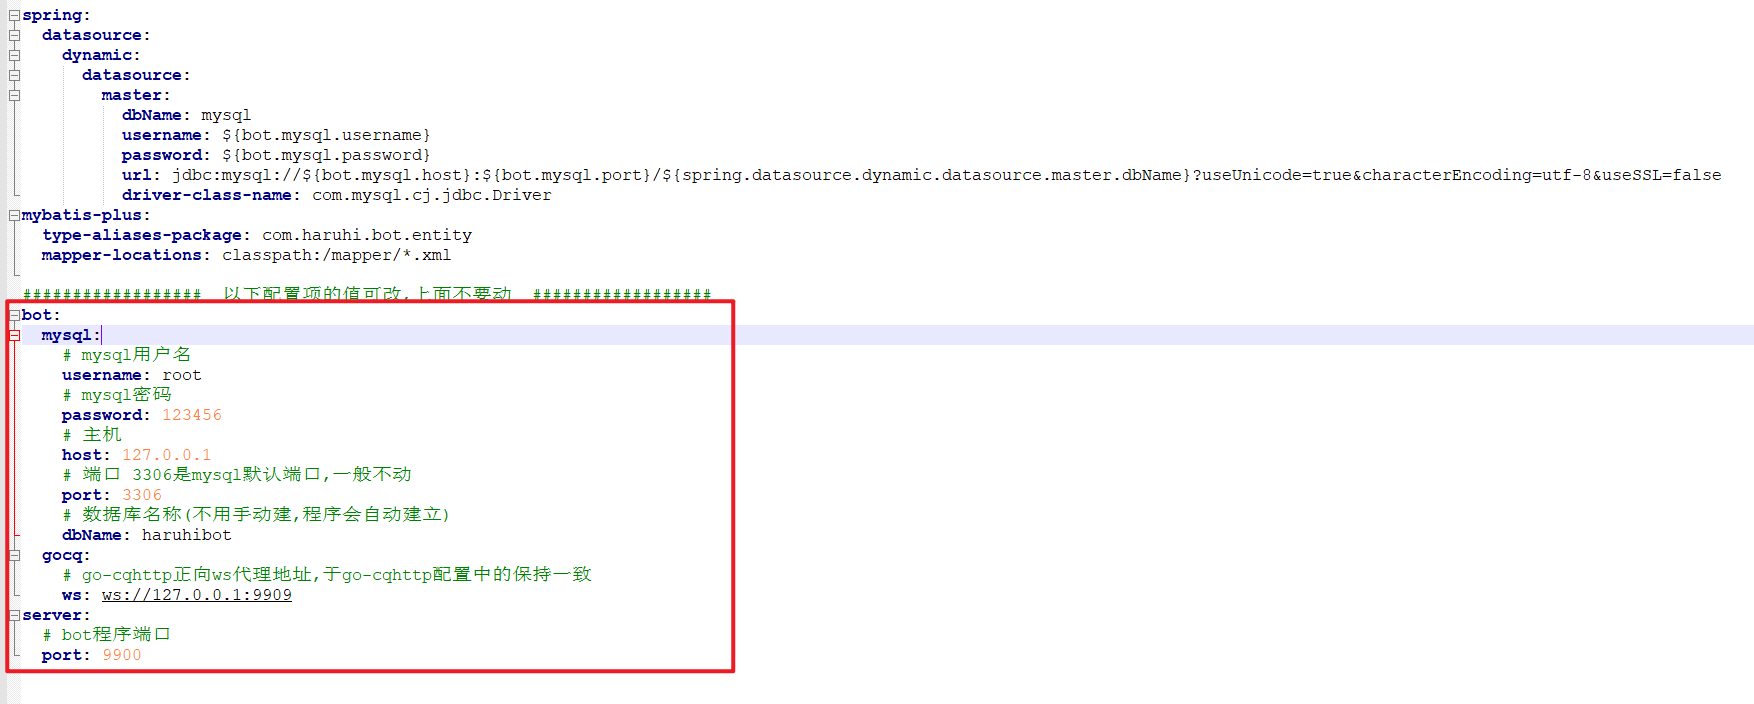 spring:
  datasource:
    dynamic:
      datasource:
        master:
          dbName: mysql
          username: ${bot.mysql.username}
          password: ${bot.mysql.password}
          url: jdbc:mysql://${bot.mysql.host}:${bot.mysql.port}/${spring.datasource.dynamic.datasource.master.dbName}?useUnicode=true&characterEncoding=utf-8&useSSL=false
          driver-class-name: com.mysql.cj.jdbc.Driver
mybatis-plus:
  type-aliases-package: com.haruhi.bot.entity
  mapper-locations: classpath:/mapper/*.xml
##################  以下配置项的值可改,上面不要动  ##################
bot:
  mysql:
    # mysql用户名
    username: root
    # mysql密码
    password: 123456
    # 主机
    host: 127.0.0.1
    # 端口 3306是mysql默认端口,一般不动
    port: 3306
    # 数据库名称(不用手动建,程序会自动建立)
    dbName: haruhibot
  gocq:
    # go-cqhttp正向ws代理地址,于go-cqhttp配置中的保持一致
    ws: ws://127.0.0.1:9909
server:
  # bot程序端口
  port: 9900